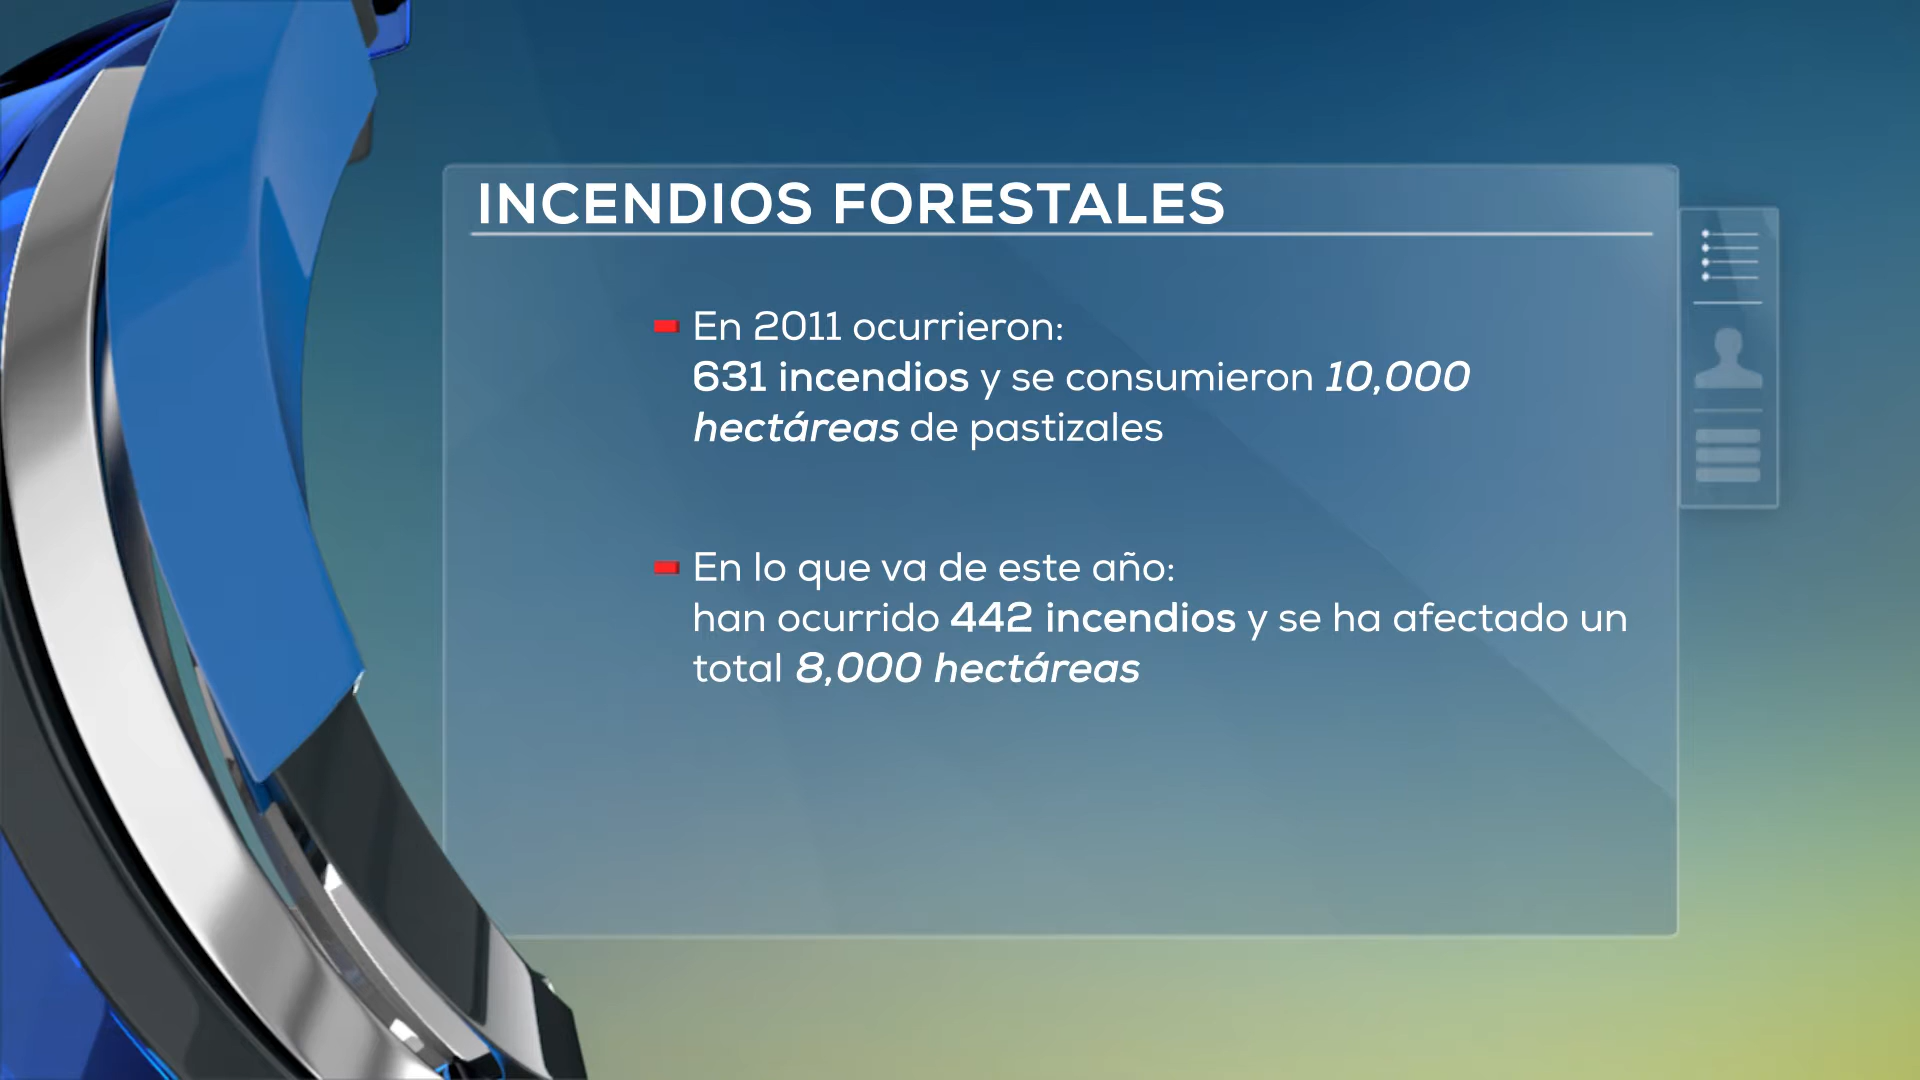 INCENDIOS FORESTALES
En 2011 ocurrieron:
631 incendios y se consumieron 10,000
hectáreas de pastizales
En lo que va de este año:
han ocurrido 442 incendios y se ha afectado un
total 8,000 hectáreas